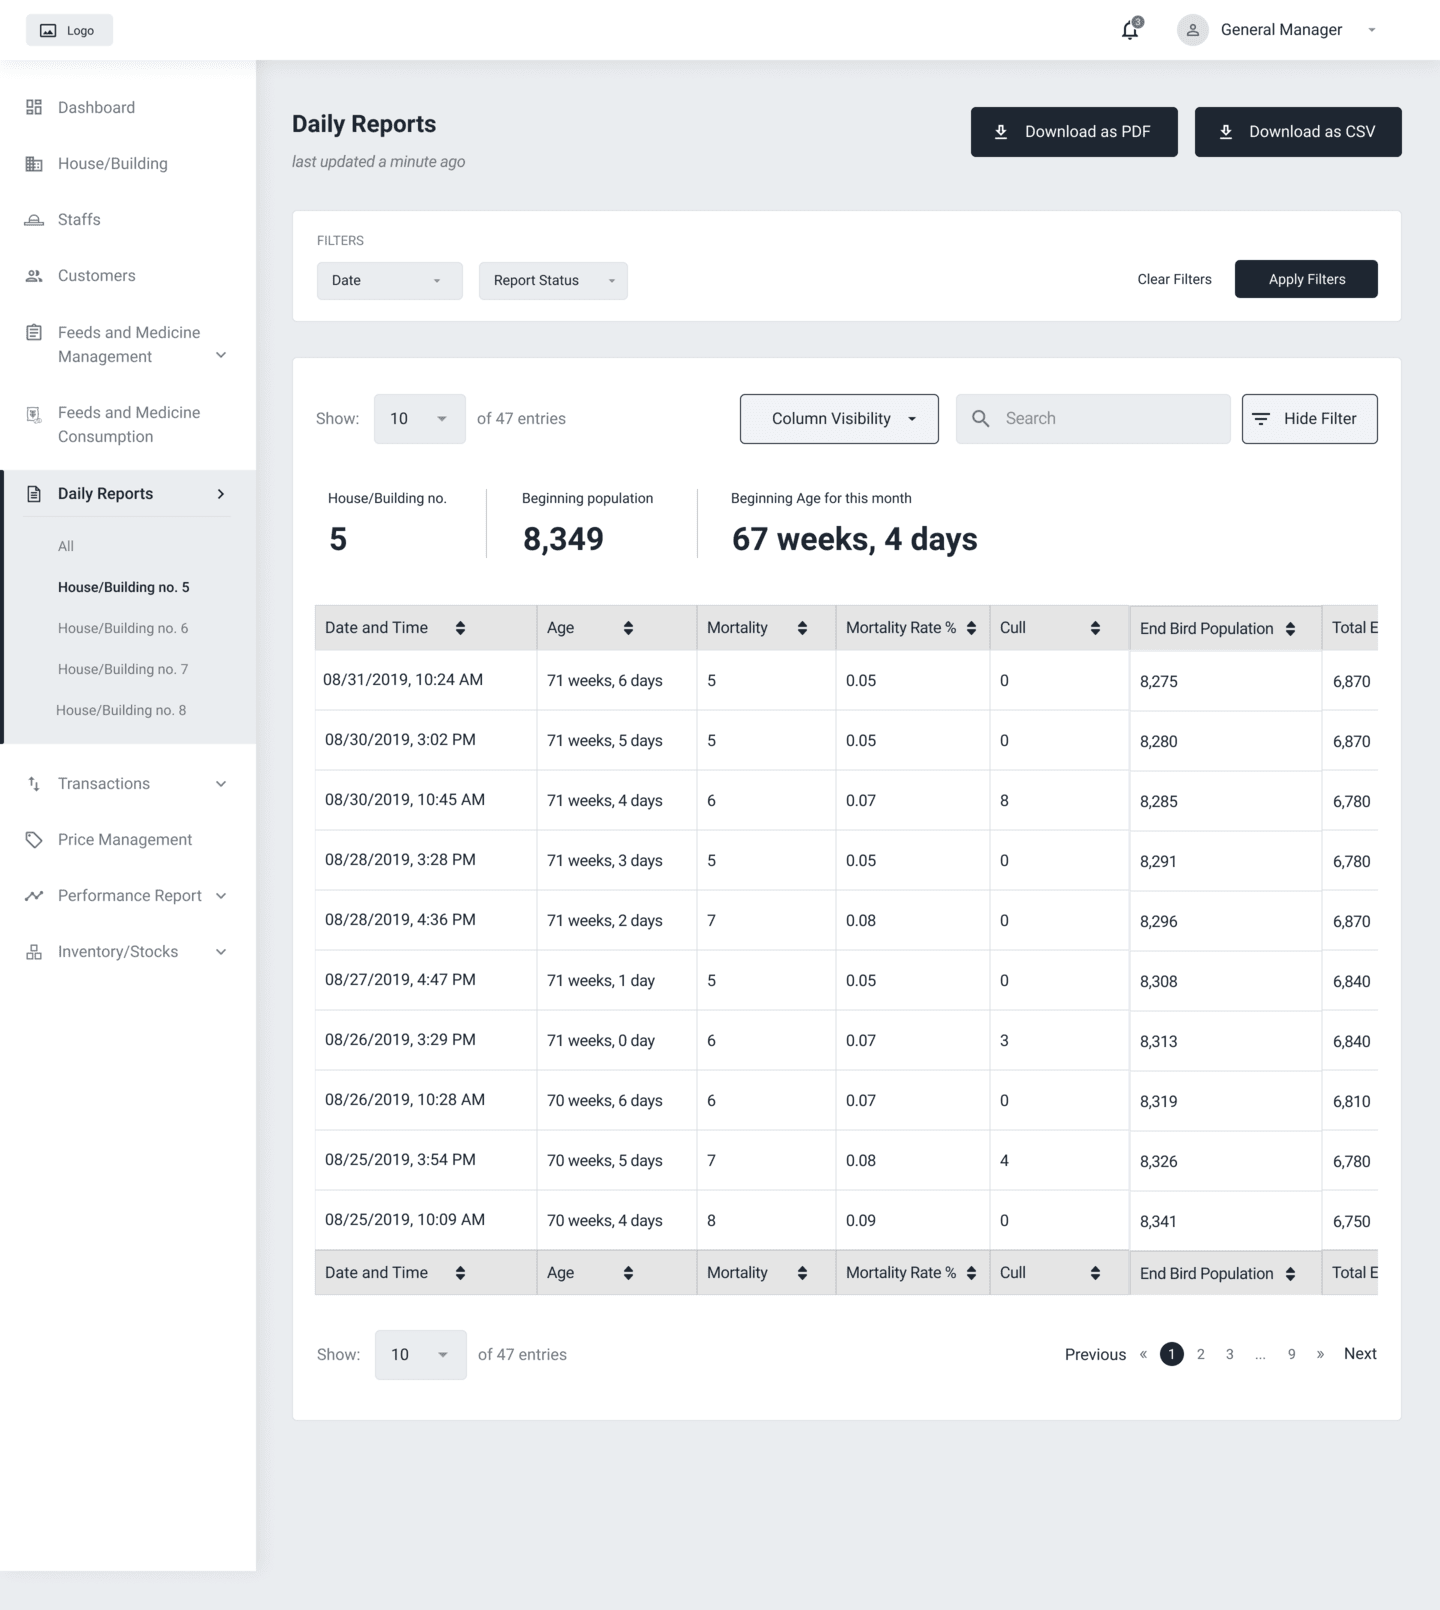 Logo
3
General Manager
Dashboard
House/Building
Staffs
Customers
Feeds and Medicine
Management
Feeds and Medicine
Consumption
Daily Reports
All
House/Building no. 5
House/Building no. 6
House/Building no. 7
House/Building no. 8
Transactions
Price Management
Performance Report
Inventory/Stocks
Daily Reports
last updated a minute ago
Download as PDF
Download as CSV
FILTERS
Date
Report Status
Clear Filters
Apply Filters
Show: 10 of 47 entries
Column Visibility
Search
Hide Filter
House/Building no.
5
Beginning population
8,349
Beginning Age for this month
67 weeks, 4 days
Date and Time Age Mortality Mortality Rate % Cull End Bird Population Total E
08/31/2019, 10:24 AM 71 weeks, 6 days 5 0.05 0 8,275 6,870
08/30/2019, 3:02 PM 71 weeks, 5 days 5 0.05 0 8,280 6,870
08/30/2019, 10:45 AM 71 weeks, 4 days 6 0.07 8 8,285 6,780
08/28/2019, 3:28 PM 71 weeks, 3 days 5 0.05 0 8,291 6,780
08/28/2019, 4:36 PM 71 weeks, 2 days 7 0.08 0 8,296 6,870
08/27/2019, 4:47 PM 71 weeks, 1 day 5 0.05 0 8,308 6,840
08/26/2019, 3:29 PM 71 weeks, 0 day 6 0.07 3 8,313 6,840
08/26/2019, 10:28 AM 70 weeks, 6 days 6 0.07 0 8,319 6,810
08/25/2019, 3:54 PM 70 weeks, 5 days 7 0.08 4 8,326 6,780
08/25/2019, 10:09 AM 70 weeks, 4 days 8 0.09 0 8,341 6,750
Date and Time Age Mortality Mortality Rate % Cull End Bird Population Total E
Show: 10 of 47 entries
Previous « 1 2 3 ... 9 » Next